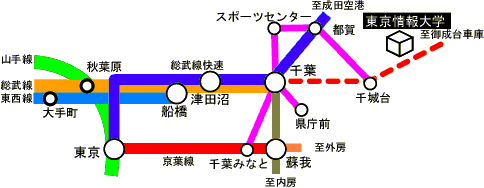 至成田空港
スポーツセンター
都賀
東京情報大学
至御成台車庫
山手線
秋葉原
総武線快速
千葉
総武線
東西線
大手町
船橋
津田沼
千城台
県庁前
東京
京葉線
千葉みなと
蘇我
至外房
至内房